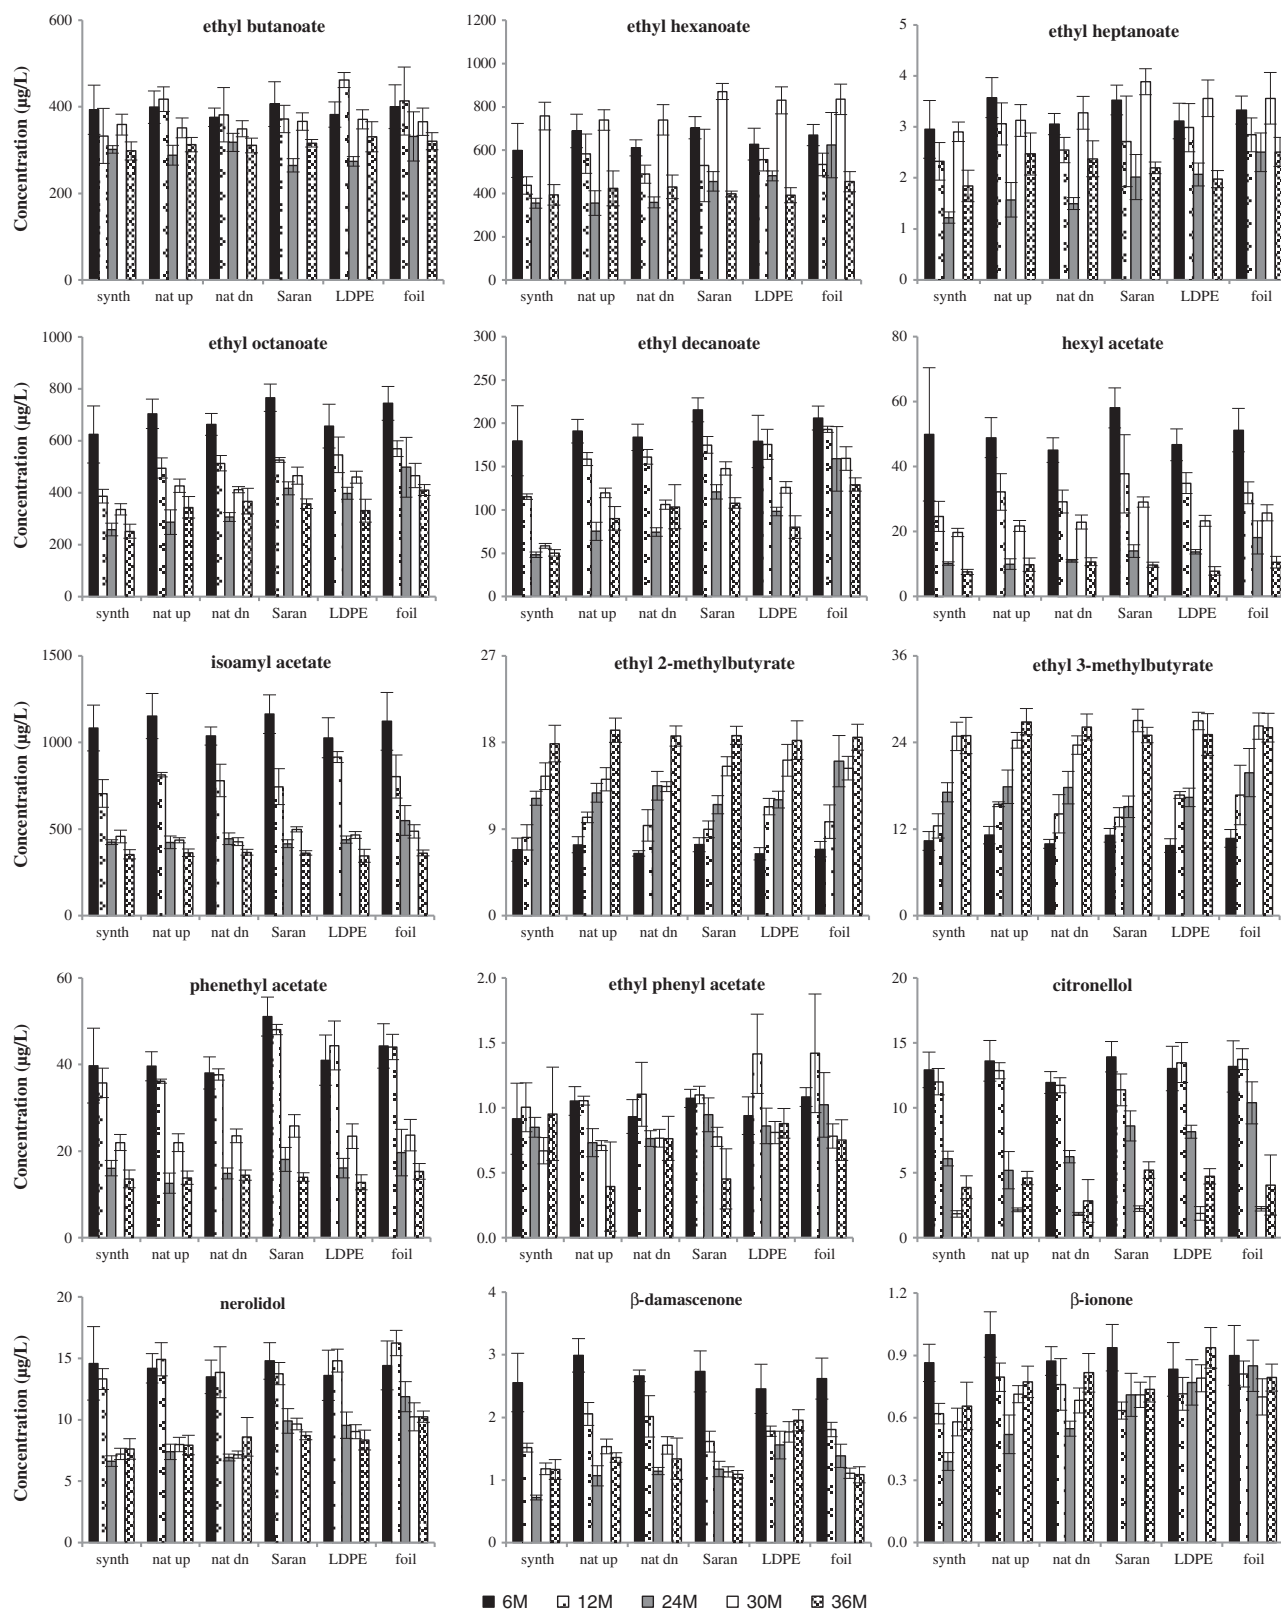 ethyl butanoate
ethyl hexanoate
ethyl heptanoate
Concentration (µg/L)
600
400
200
0
synth nat up nat dn Saran LDPE foil
1200
1000
800
600
400
200
0
synth nat up nat dn Saran LDPE foil
5
4
3
2
1
0
synth nat up nat dn Saran LDPE foil
ethyl octanoate
ethyl decanoate
hexyl acetate
Concentration (µg/L)
1000
800
600
400
200
0
synth nat up nat dn Saran LDPE foil
300
250
200
150
100
50
0
synth nat up nat dn Saran LDPE foil
80
60
40
20
0
synth nat up nat dn Saran LDPE foil
isoamyl acetate
ethyl 2-methylbutyrate
ethyl 3-methylbutyrate
Concentration (µg/L)
1500
1000
500
0
synth nat up nat dn Saran LDPE foil
27
18
9
0
synth nat up nat dn Saran LDPE foil
36
24
12
0
synth nat up nat dn Saran LDPE foil
phenethyl acetate
ethyl phenyl acetate
citronellol
Concentration (µg/L)
60
40
20
0
synth nat up nat dn Saran LDPE foil
2.0
1.5
1.0
0.5
0.0
synth nat up nat dn Saran LDPE foil
20
15
10
5
0
synth nat up nat dn Saran LDPE foil
nerolidol
β-damascenone
β-ionone
Concentration (µg/L)
20
15
10
5
0
synth nat up nat dn Saran LDPE foil
4
3
2
1
0
synth nat up nat dn Saran LDPE foil
1.2
0.9
0.6
0.3
0.0
synth nat up nat dn Saran LDPE foil
6M 12M 24M 30M 36M